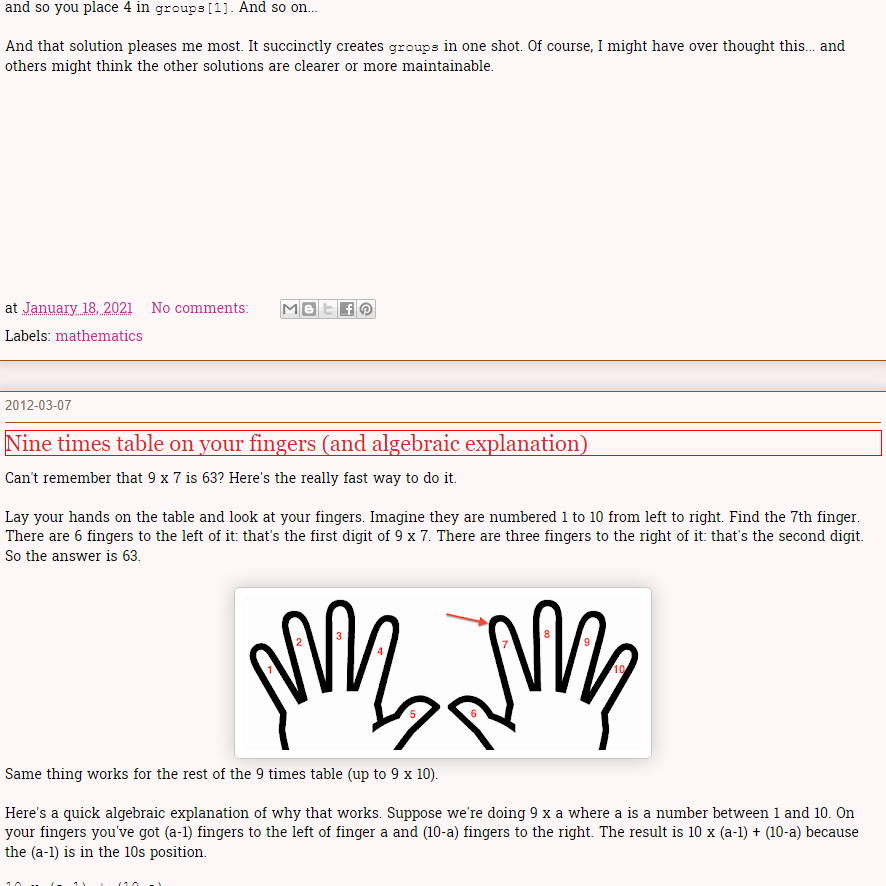 and so you place 4 in groups[1]. And so on...
And that solution pleases me most. It succinctly creates groups in one shot. Of course, I might have over thought this... and
others might think the other solutions are clearer or more maintainable.
at January 18, 2021 No comments:
Labels: mathematics
2012-03-07
Nine times table on your fingers (and algebraic explanation)
Can't remember that 9 x 7 is 63? Here's the really fast way to do it.
Lay your hands on the table and look at your fingers. Imagine they are numbered 1 to 10 from left to right. Find the 7th finger.
There are 6 fingers to the left of it: that's the first digit of 9 x 7. There are three fingers to the right of it: that's the second digit.
So the answer is 63.
1 2 3 4 5 6 7 8 9 10
Same thing works for the rest of the 9 times table (up to 9 x 10).
Here's a quick algebraic explanation of why that works. Suppose we're doing 9 x a where a is a number between 1 and 10. On
your fingers you've got (a-1) fingers to the left of finger a and (10-a) fingers to the right. The result is 10 x (a-1) + (10-a) because
the (a-1) is in the 10s position.